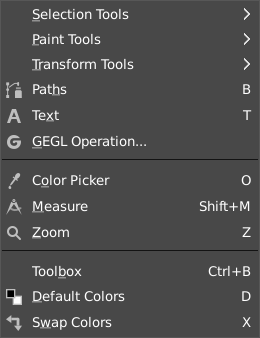 Selection Tools
Paint Tools
Transform Tools
Paths B
Text T
GEGL Operation...
Color Picker O
Measure Shift+M
Zoom Z
Toolbox Ctrl+B
Default Colors D
Swap Colors X